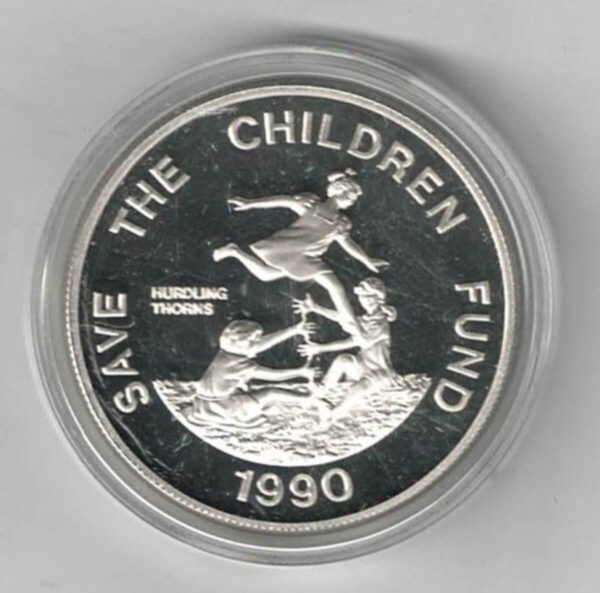 SAVE THE CHILDREN FUND
HURDLING
THORNS
1990